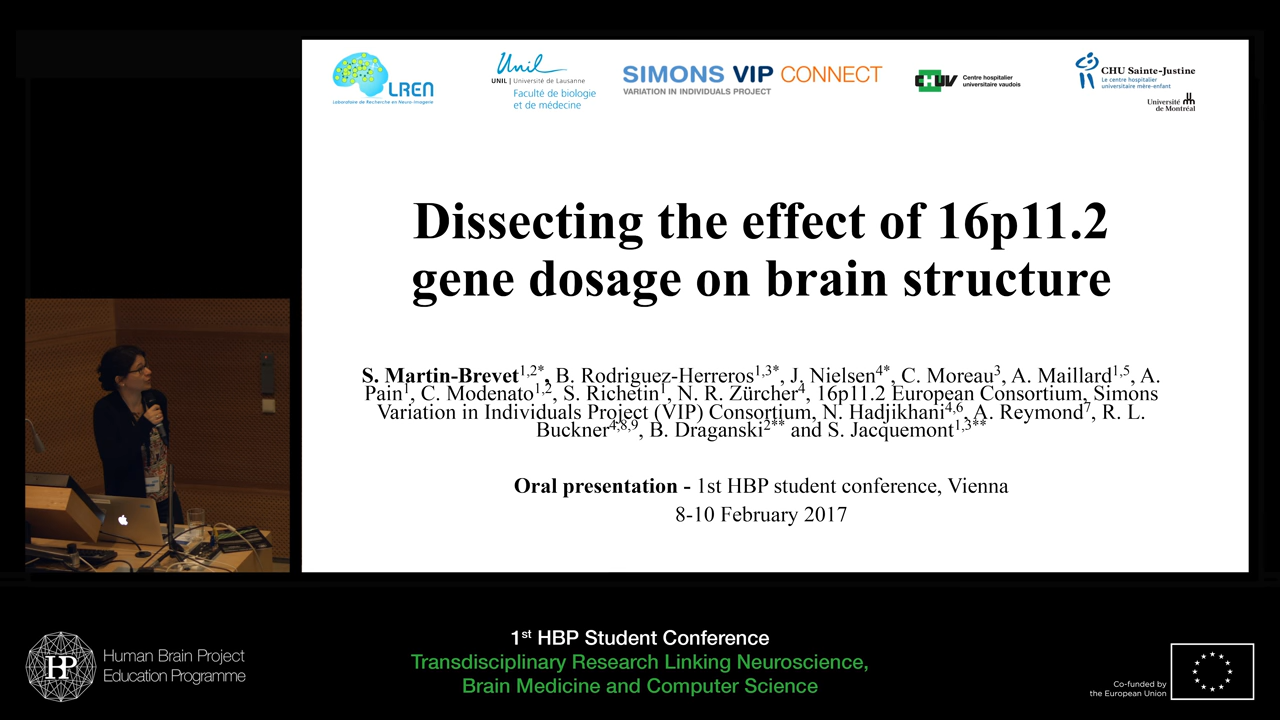 LREN
Laboratoire de Recherche en Neuro-Imagerie
Unil
UNIL | Université de Lausanne
Faculté de biologie
et de médecine
SIMONS VIP CONNECT
VARIATION IN INDIVIDUALS PROJECT
CHUV
Centre hospitalier
universitaire vaudois
CHU Sainte-Justine
Le centre hospitalier
universitaire mère-enfant
Université
de Montréal
Dissecting the effect of 16p11.2
gene dosage on brain structure
S. Martin-Brevet1,2*, B. Rodriguez-Herreros1,3*, J. Nielsen4*, C. Moreau3, A. Maillard1,5, A.
Pain1, C. Modenato1,2, S. Richetin1, N. R. Zürcher4, 16p11.2 European Consortium, Simons
Variation in Individuals Project (VIP) Consortium, N. Hadjikhani4,6, A. Reymond7, R. L.
Buckner4,8,9, B. Draganski2** and S. Jacquemont1,3**
Oral presentation - 1st HBP student conference, Vienna
8-10 February 2017
HP
Human Brain Project
Education Programme
1st HBP Student Conference
Transdisciplinary Research Linking Neuroscience,
Brain Medicine and Computer Science
Co-funded by
the European Union